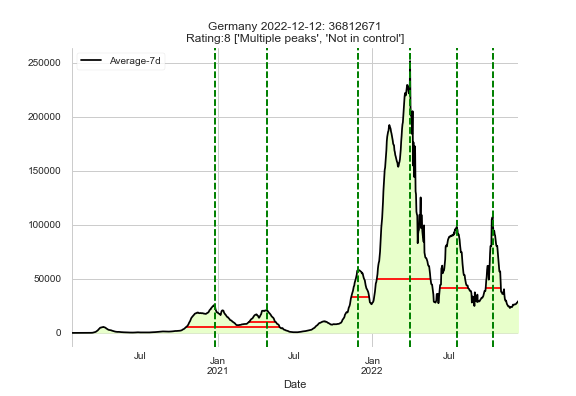 Germany 2022-12-12: 36812671
Rating:8 ['Multiple peaks', 'Not in control']
Average-7d
250000
200000
150000
100000
50000
0
Jul
Jan
2021
Jul
Jan
2022
Jul
Date